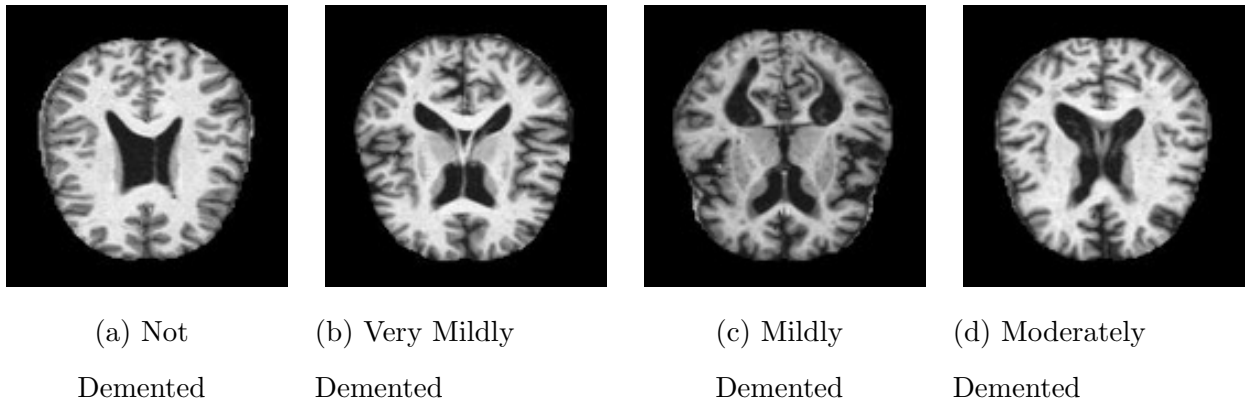 (a) Not
Demented
(b) Very Mildly
Demented
(c) Mildly
Demented
(d) Moderately
Demented